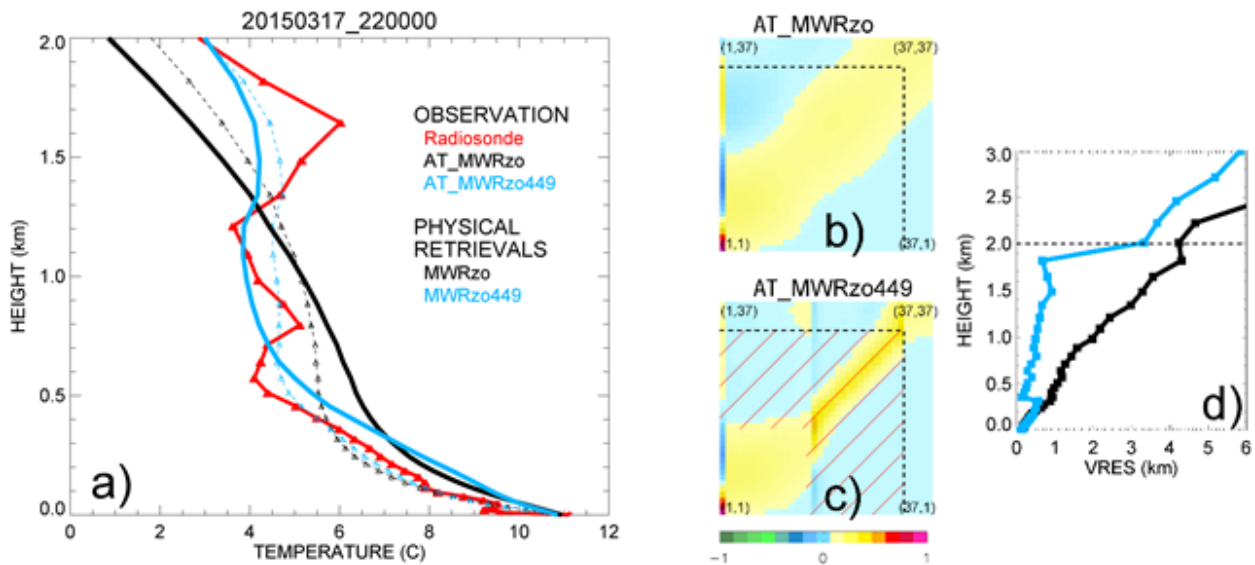 20150317_220000
2.0
1.5
1.0
0.5
0.0
HEIGHT (km)
0 2 4 6 8 10 12
TEMPERATURE (C)
OBSERVATION
Radiosonde
AT_MWRzo
AT_MWRzo449
PHYSICAL
RETRIEVALS
MWRzo
MWRzo449
a)
AT_MWRzo
(1,37) (37,37)
(1,1) (37,1)
b)
AT_MWRzo449
(1,37) (37,37)
(1,1) (37,1)
c)
−1 0 1
3.0
2.5
2.0
1.5
1.0
0.5
0.0
HEIGHT (km)
0 1 2 3 4 5 6
VRES (km)
d)